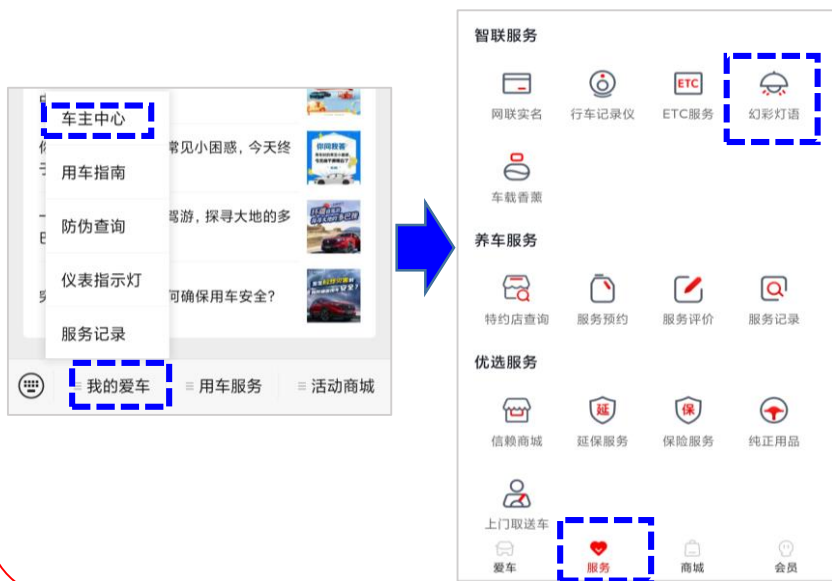 车主中心
常见小困惑，今天终
用车指南
驾游，探寻大地的多
防伪查询
仪表指示灯
何确保用车安全？
服务记录
我的爱车
用车服务
活动商城
智联服务
网联实名
行车记录仪
ETC
ETC服务
幻彩灯语
车载香薰
养车服务
特约店查询
服务预约
服务评价
服务记录
优选服务
信赖商城
延
延保服务
保
保险服务
纯正用品
上门取送车
爱车
服务
商城
会员